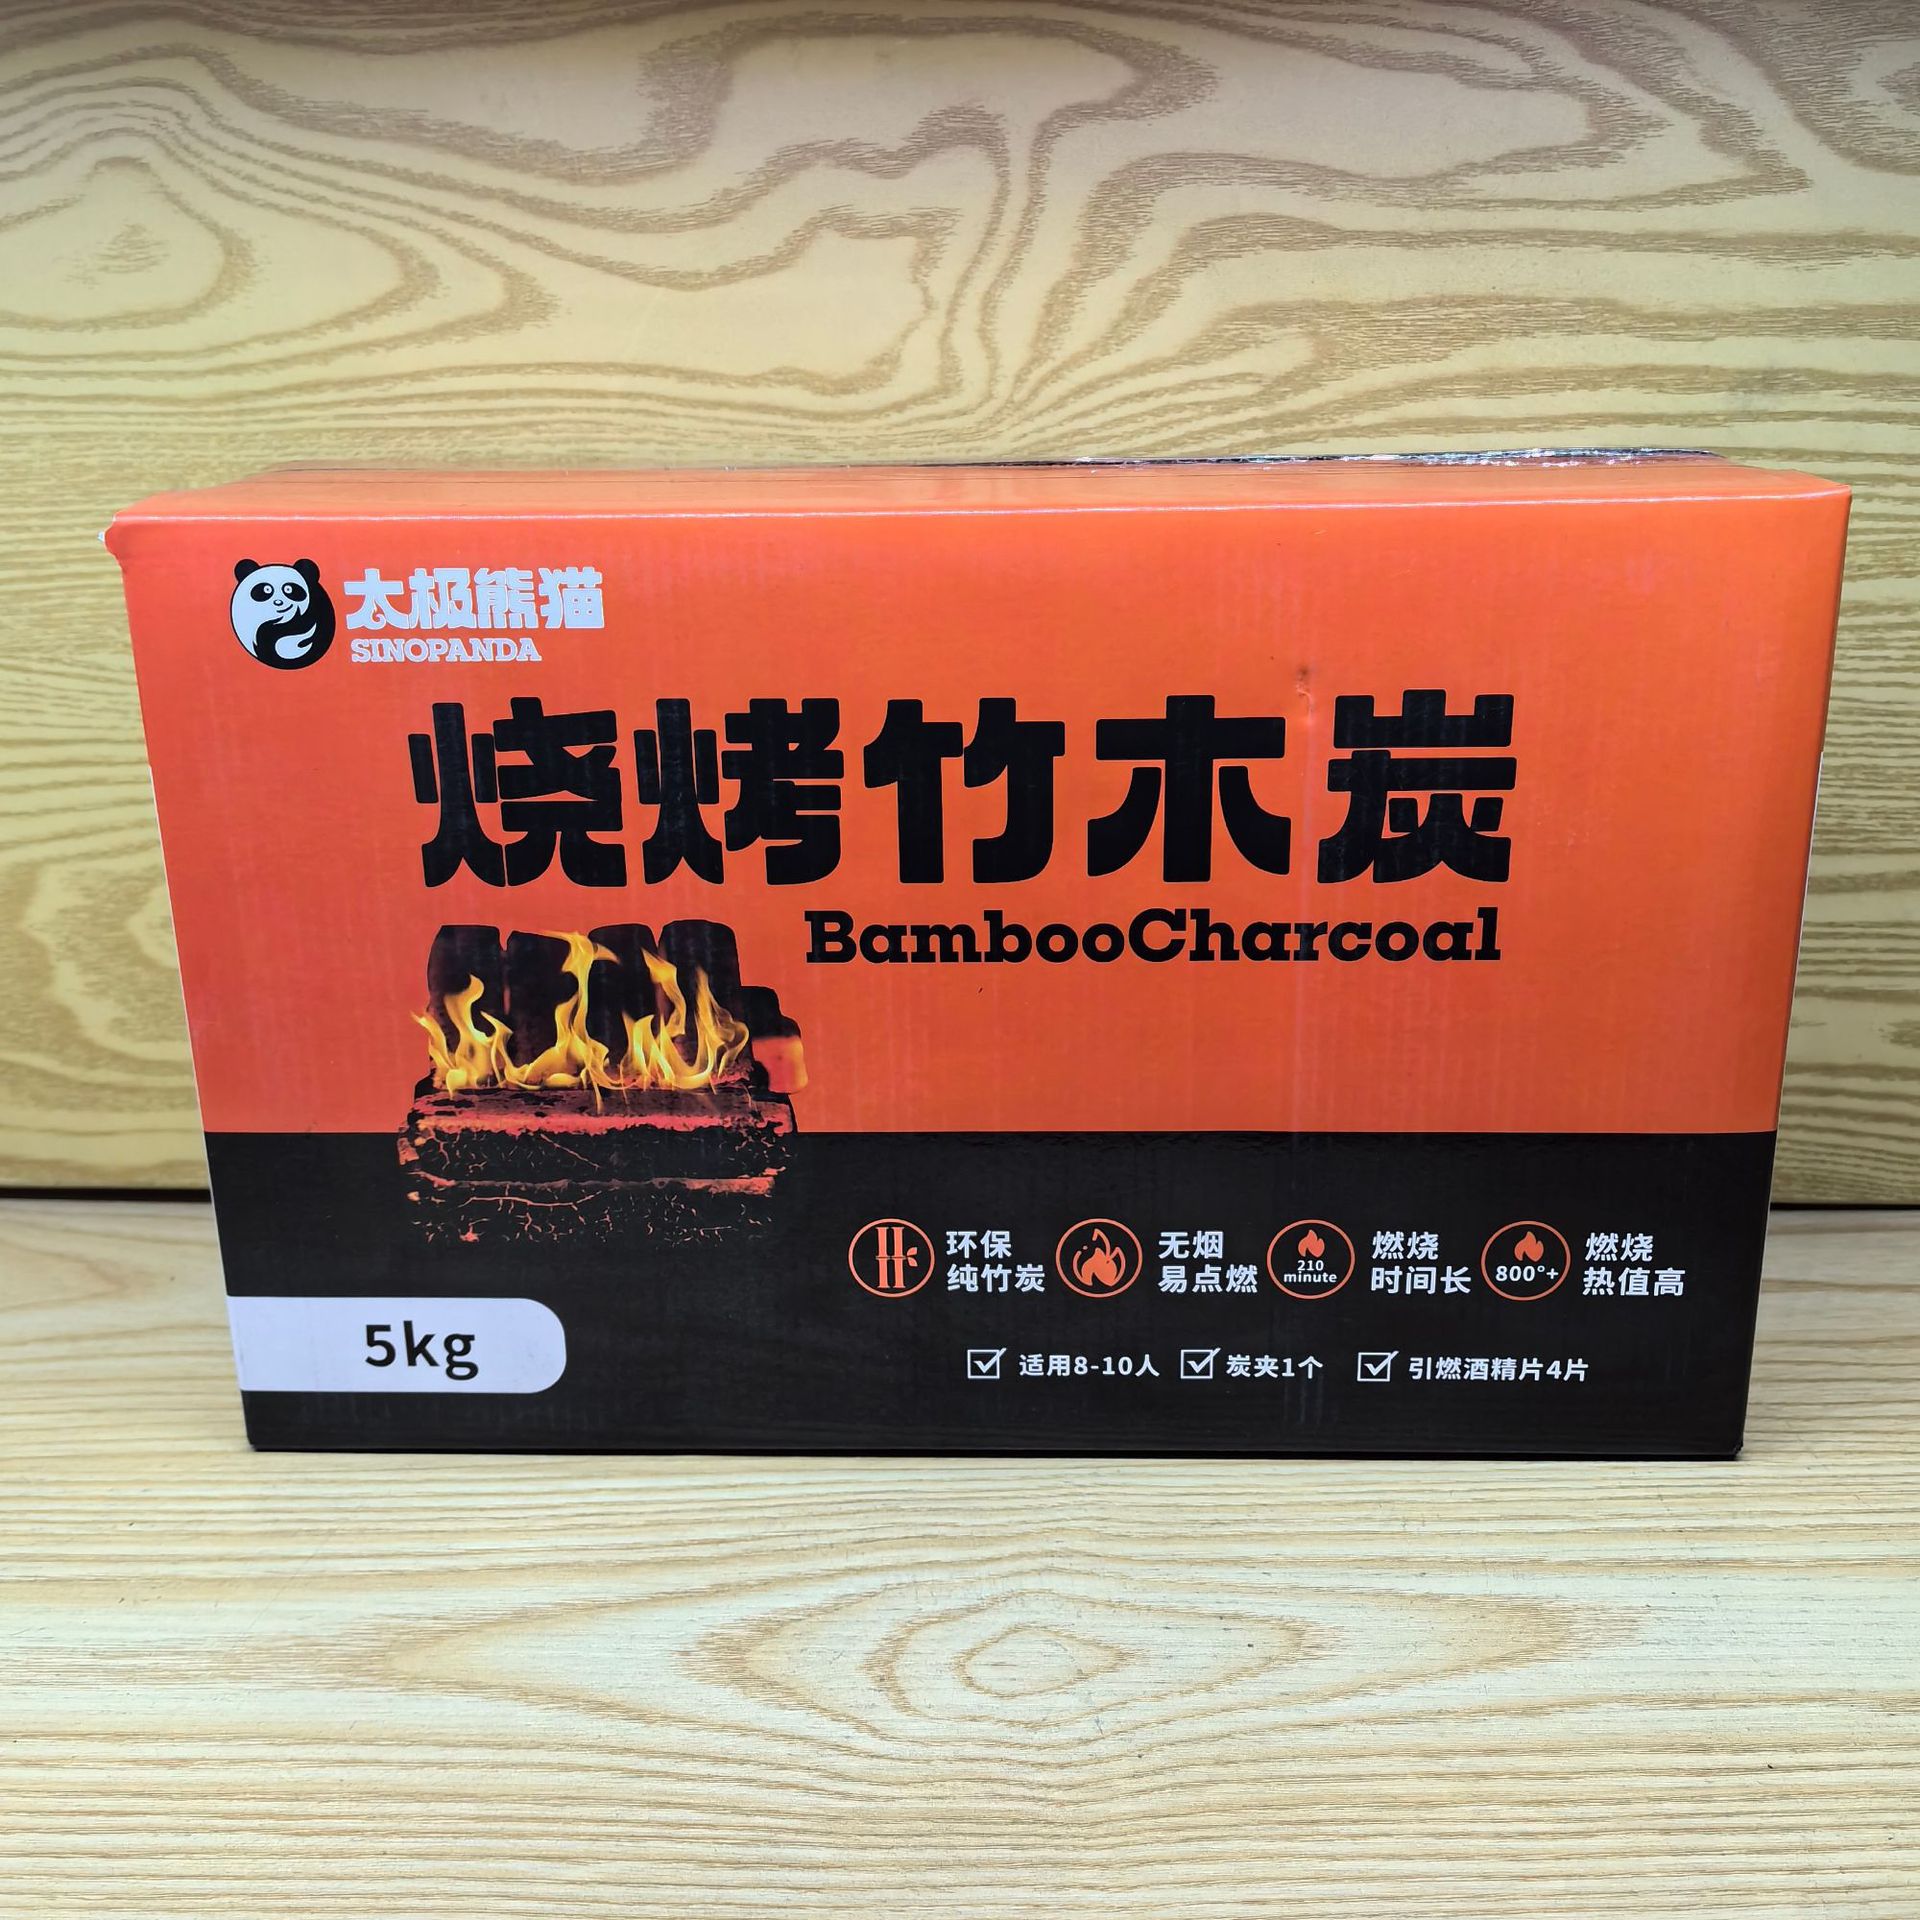 太极熊猫
SINOPANDA
烧烤竹木炭
BambooCharcoal
环保
纯竹炭
无烟
易点燃
210
minute
燃烧
时间长
800°+
燃烧
热值高
5kg
适用8-10人
炭夹1个
引燃酒精片4片